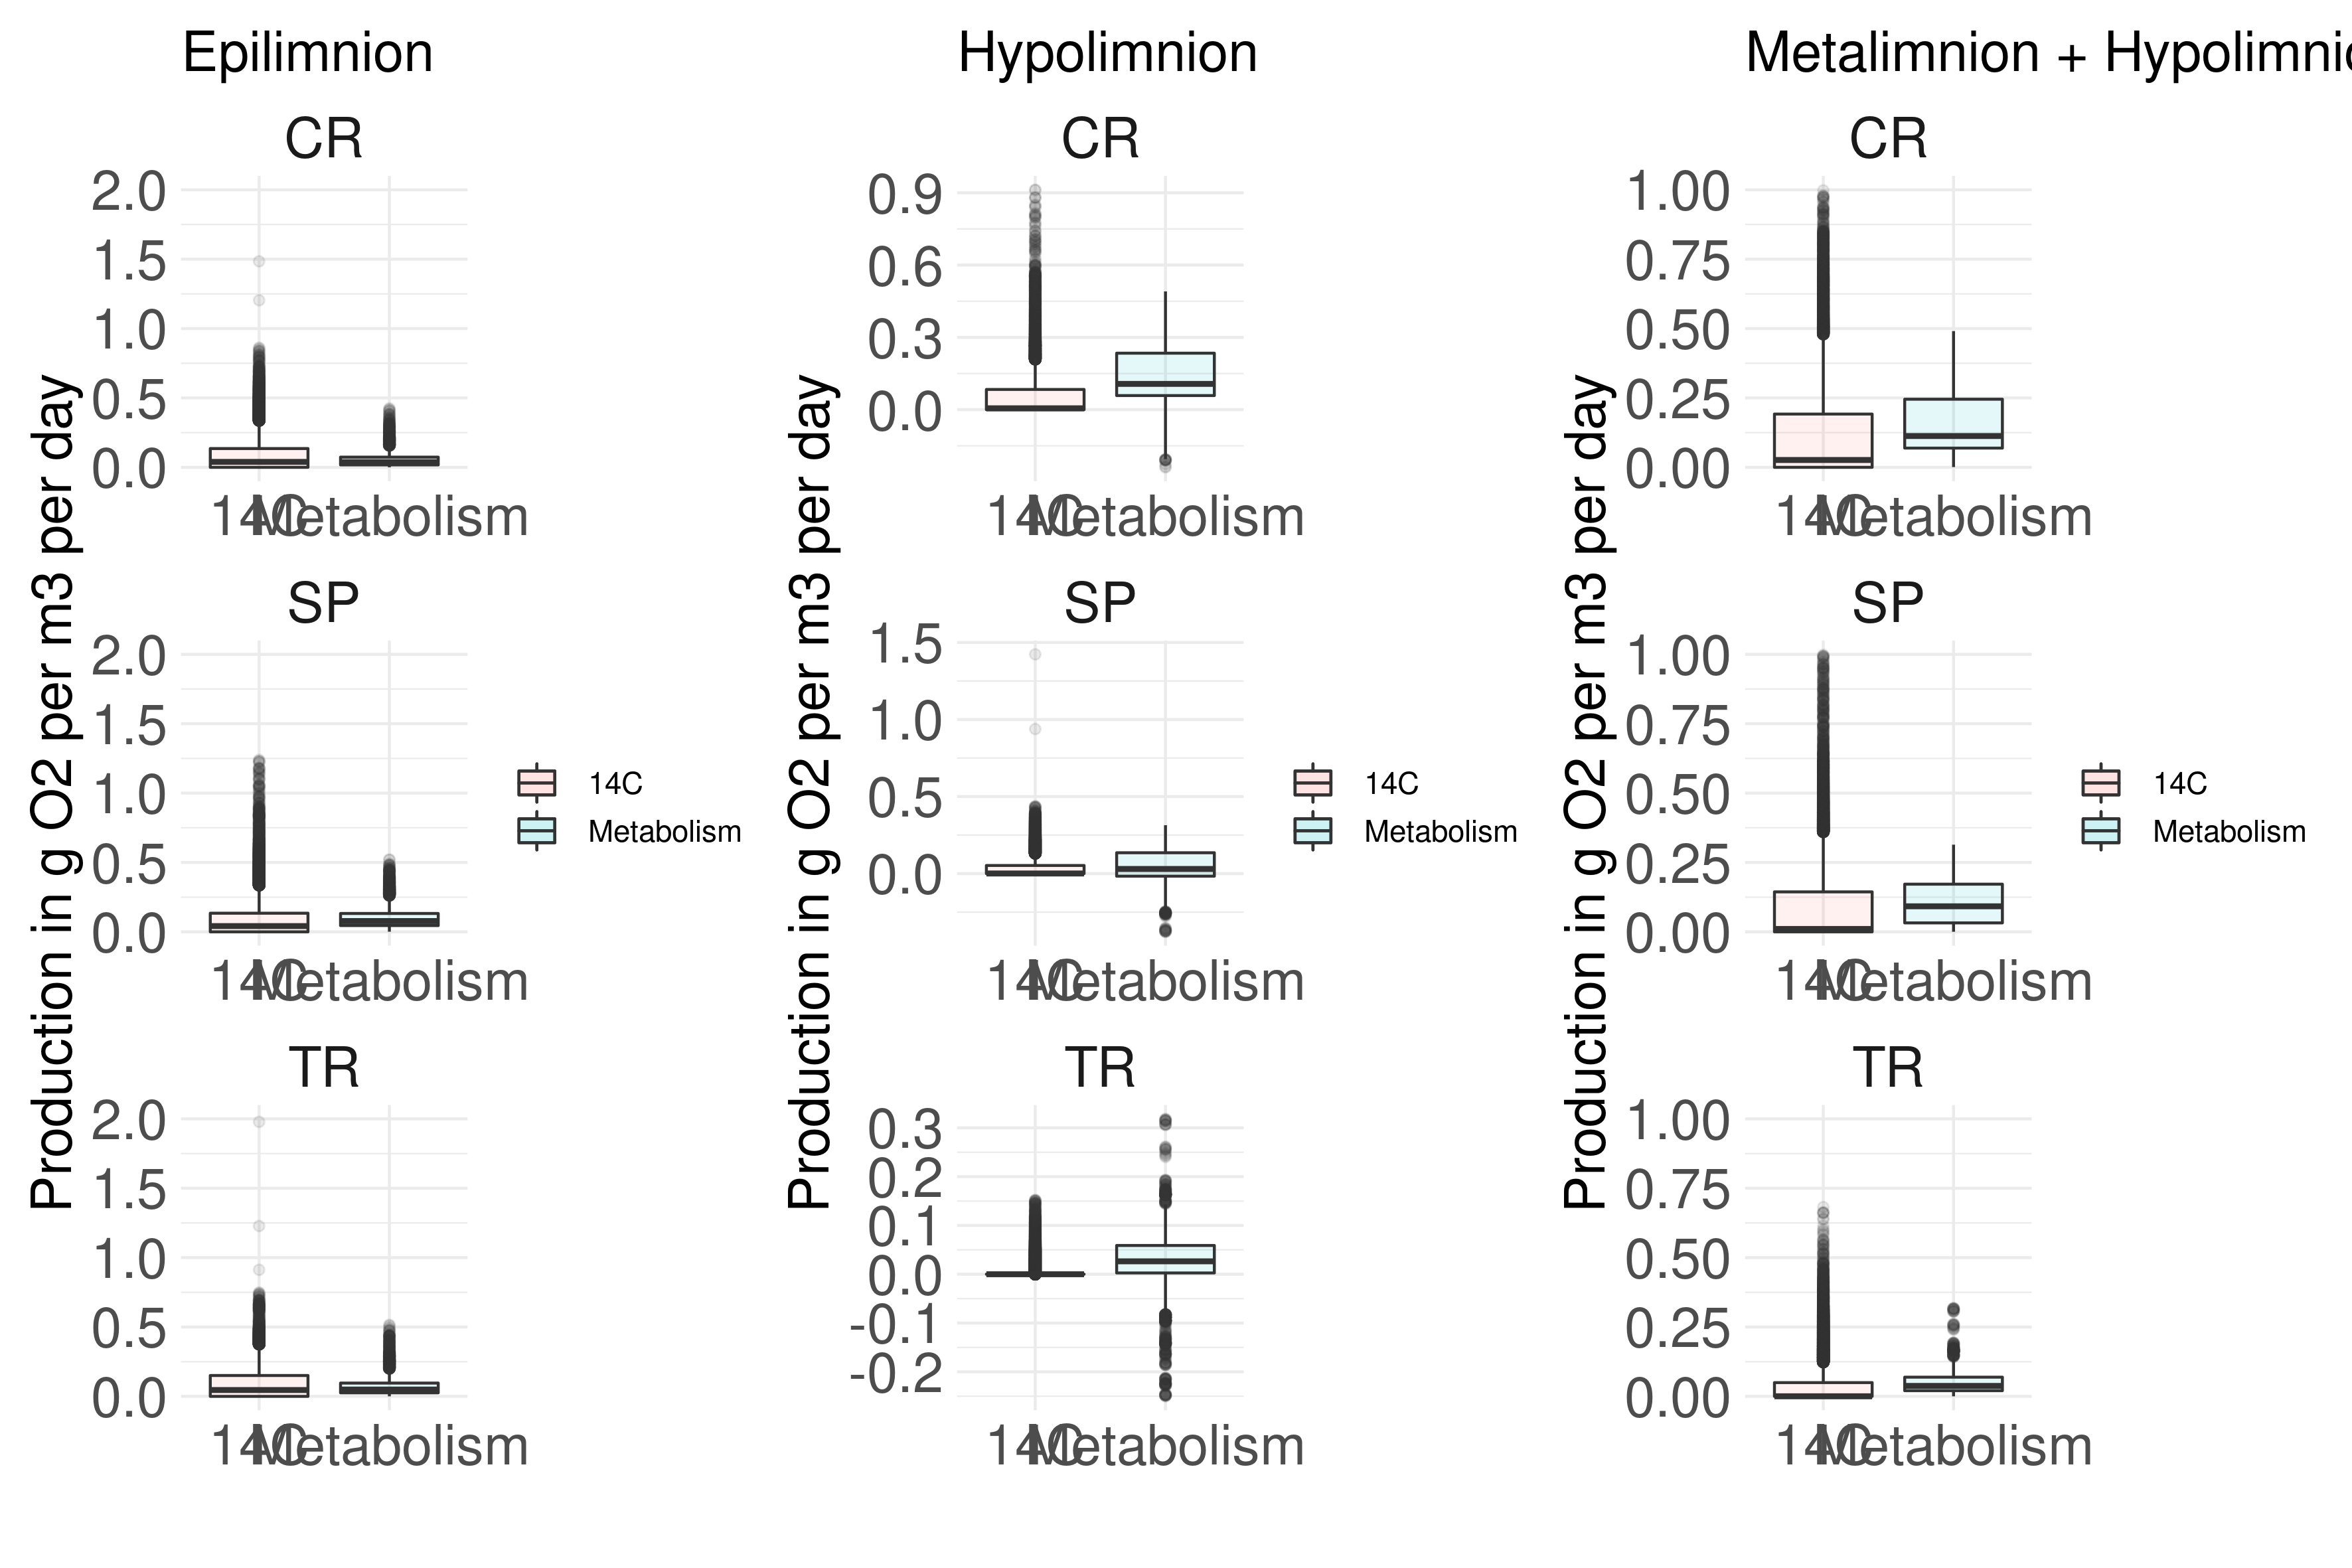 Epilimnion
Hypolimnion
Metalimnion + Hypolimnio
Production in g O2 per m3 per day
CR
2.0
1.5
1.0
0.5
0.0
14C
Metabolism
SP
2.0
1.5
1.0
0.5
0.0
14C
Metabolism
TR
2.0
1.5
1.0
0.5
0.0
14C
Metabolism
14C
Metabolism
Production in g O2 per m3 per day
CR
0.9
0.6
0.3
0.0
14C
Metabolism
SP
1.5
1.0
0.5
0.0
14C
Metabolism
TR
0.3
0.2
0.1
0.0
-0.1
-0.2
14C
Metabolism
14C
Metabolism
Production in g O2 per m3 per day
CR
1.00
0.75
0.50
0.25
0.00
14C
Metabolism
SP
1.00
0.75
0.50
0.25
0.00
14C
Metabolism
TR
1.00
0.75
0.50
0.25
0.00
14C
Metabolism
14C
Metabolism